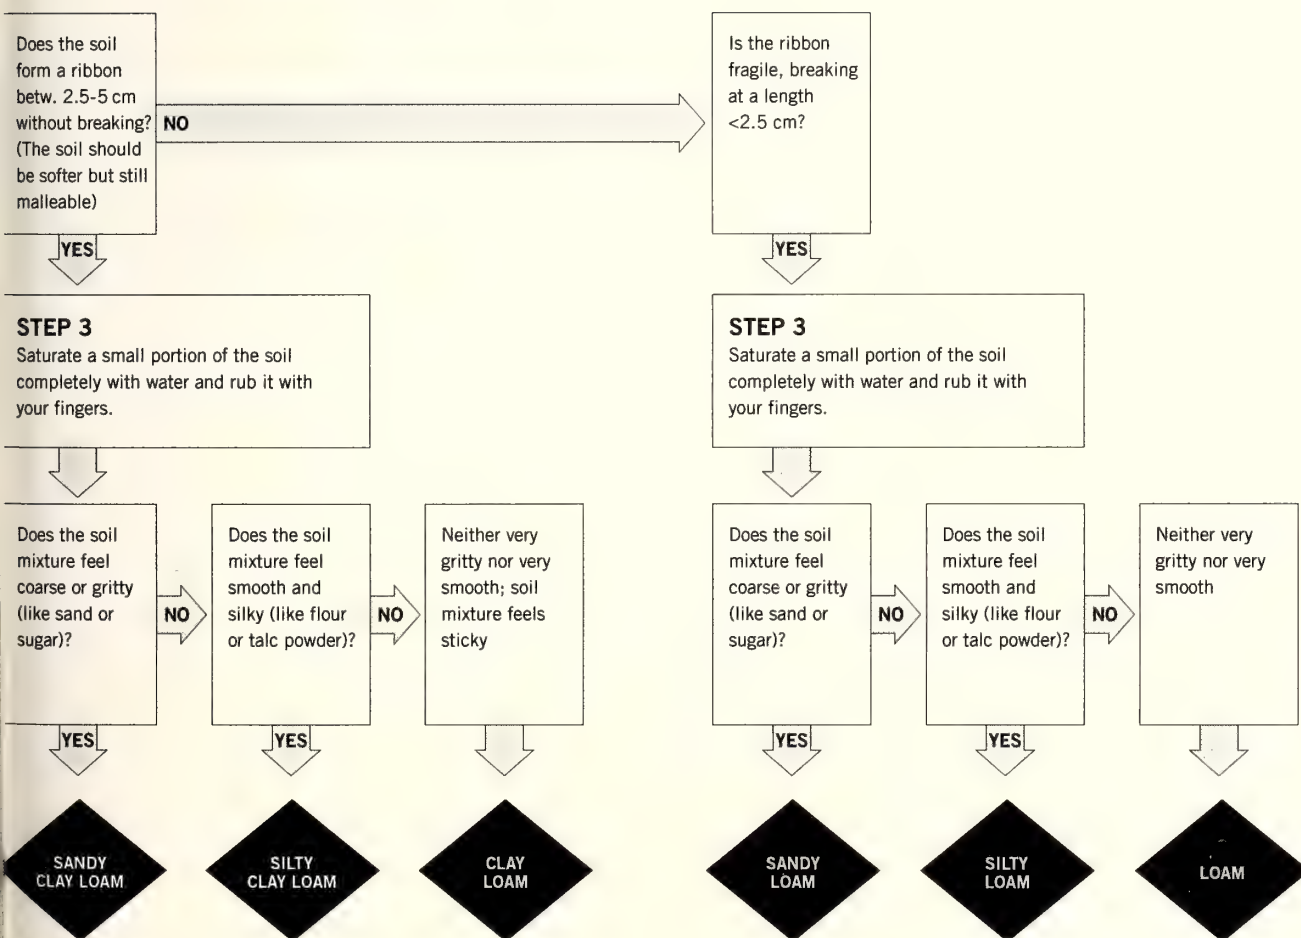 Does the soil
form a ribbon
betw. 2.5-5 cm
without breaking?
(The soil should
be softer but still
malleable)
NO
Is the ribbon
fragile, breaking
at a length
<2.5 cm?
YES
YES
STEP 3
Saturate a small portion of the soil
completely with water and rub it with
your fingers.
STEP 3
Saturate a small portion of the soil
completely with water and rub it with
your fingers.
Does the soil
mixture feel
coarse or gritty
(like sand or
sugar)?
NO
Does the soil
mixture feel
smooth and
silky (like flour
or talc powder)?
NO
Neither very
gritty nor very
smooth; soil
mixture feels
sticky
Does the soil
mixture feel
coarse or gritty
(like sand or
sugar)?
NO
Does the soil
mixture feel
smooth and
silky (like flour
or talc powder)?
NO
Neither very
gritty nor very
smooth
YES
YES
YES
YES
SANDY
CLAY LOAM
SILTY
CLAY LOAM
CLAY
LOAM
SANDY
LOAM
SILTY
LOAM
LOAM